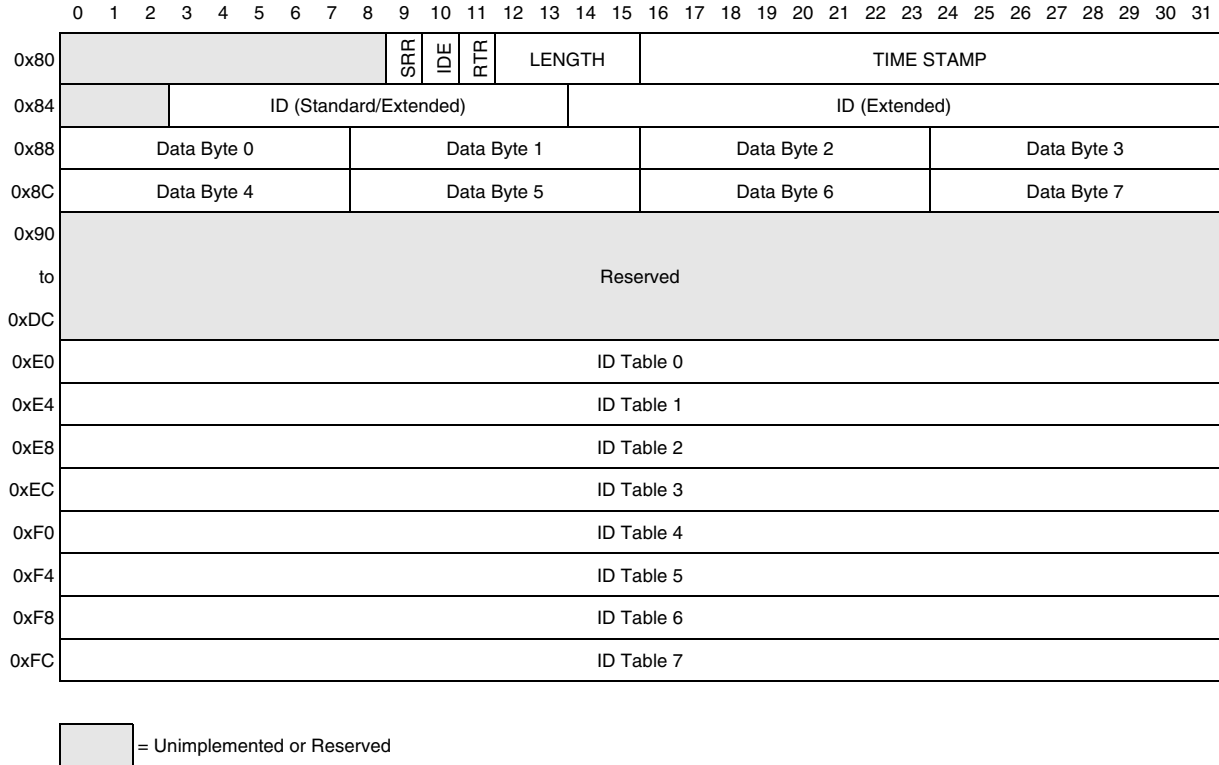 0 1 2 3 4 5 6 7 8 9 10 11 12 13 14 15 16 17 18 19 20 21 22 23 24 25 26 27 28 29 30 31
0x80 SRR IDE RTR LENGTH TIME STAMP
0x84 ID (Standard/Extended) ID (Extended)
0x88 Data Byte 0 Data Byte 1 Data Byte 2 Data Byte 3
0x8C Data Byte 4 Data Byte 5 Data Byte 6 Data Byte 7
0x90
to Reserved
0xDC
0xE0 ID Table 0
0xE4 ID Table 1
0xE8 ID Table 2
0xEC ID Table 3
0xF0 ID Table 4
0xF4 ID Table 5
0xF8 ID Table 6
0xFC ID Table 7
= Unimplemented or Reserved